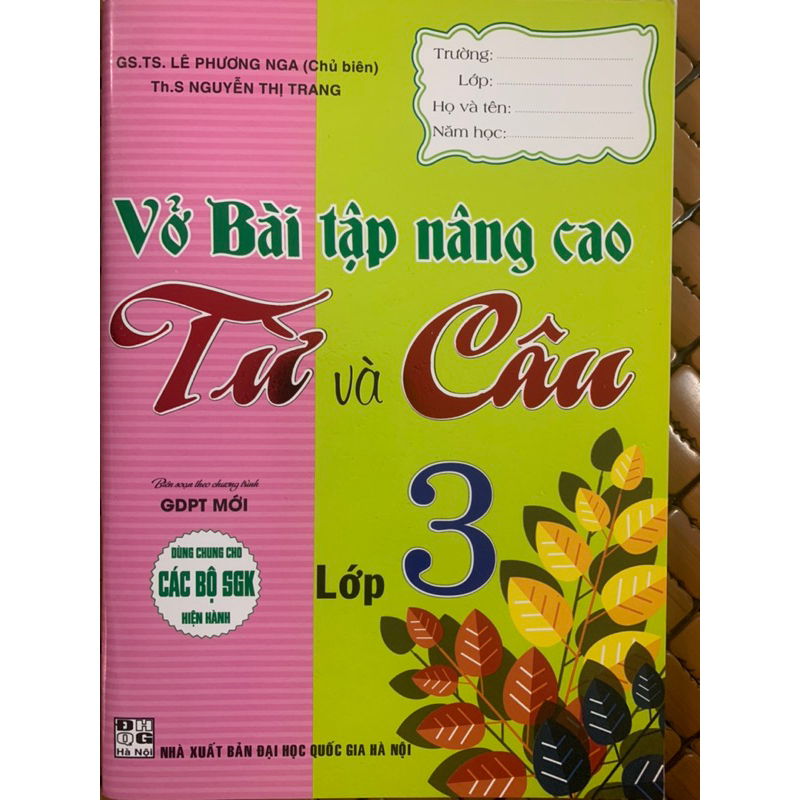 GS.TS. LÊ PHƯƠNG NGA (Chủ biên)
Th.S NGUYỄN THỊ TRANG
Trường:
Lớp:
Họ và tên:
Năm học:
Vở Bài tập nâng cao
Từ và Câu
Biên soạn theo chương trình
GDPT MỚI
DÙNG CHUNG CHO
CÁC BỘ SGK
HIỆN HÀNH
Lớp 3
ĐH
QG
Hà Nội
NHÀ XUẤT BẢN ĐẠI HỌC QUỐC GIA HÀ NỘI